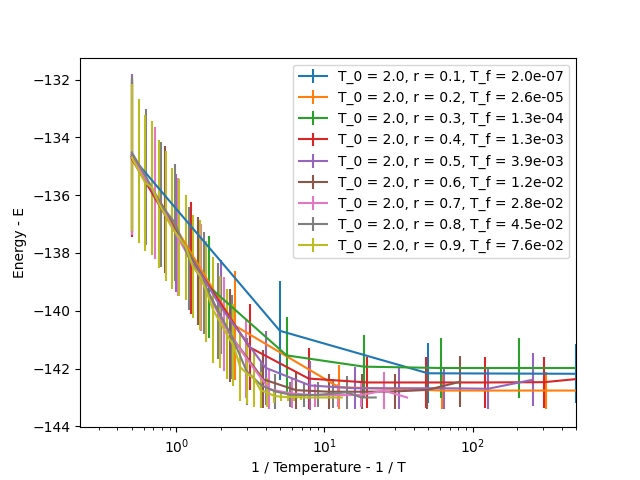 −132
−134
−136
−138
−140
−142
−144
Energy - E
T_0 = 2.0, r = 0.1, T_f = 2.0e-07
T_0 = 2.0, r = 0.2, T_f = 2.6e-05
T_0 = 2.0, r = 0.3, T_f = 1.3e-04
T_0 = 2.0, r = 0.4, T_f = 1.3e-03
T_0 = 2.0, r = 0.5, T_f = 3.9e-03
T_0 = 2.0, r = 0.6, T_f = 1.2e-02
T_0 = 2.0, r = 0.7, T_f = 2.8e-02
T_0 = 2.0, r = 0.8, T_f = 4.5e-02
T_0 = 2.0, r = 0.9, T_f = 7.6e-02
10⁰ 10¹ 10²
1 / Temperature - 1 / T